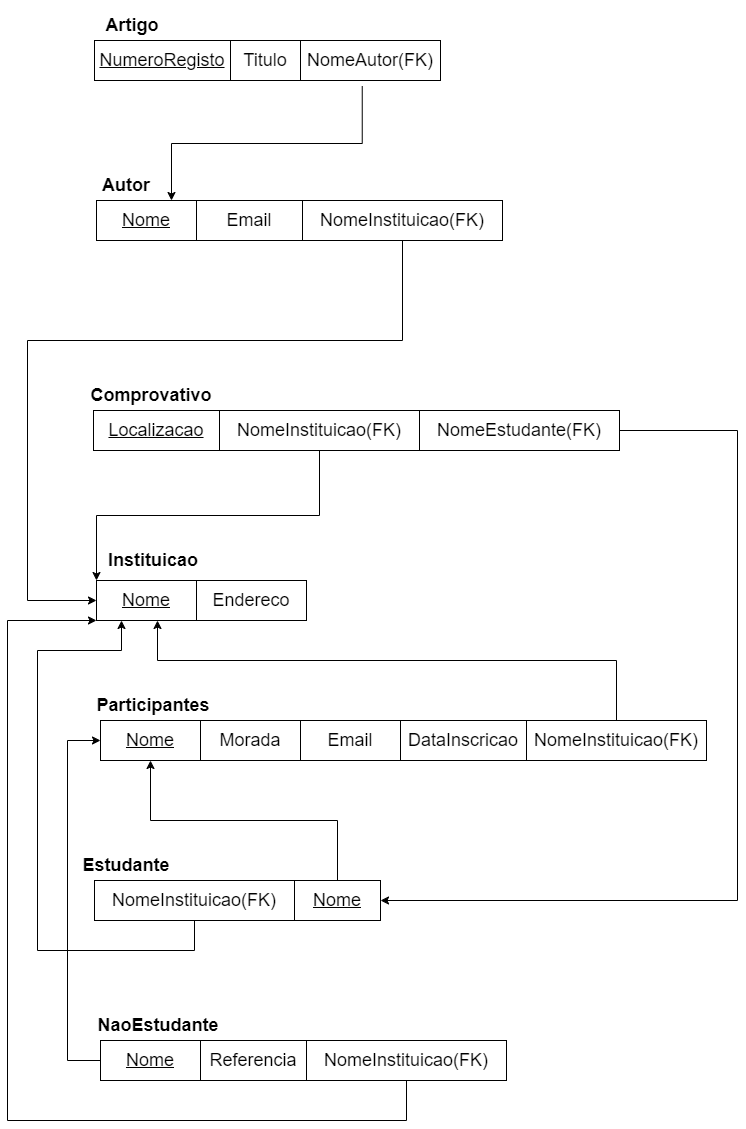 Artigo
NumeroRegisto Titulo NomeAutor(FK)
Autor
Nome Email NomeInstituicao(FK)
Comprovativo
Localizacao NomeInstituicao(FK) NomeEstudante(FK)
Instituicao
Nome Endereco
Participantes
Nome Morada Email DataInscricao NomeInstituicao(FK)
Estudante
NomeInstituicao(FK) Nome
NaoEstudante
Nome Referencia NomeInstituicao(FK)